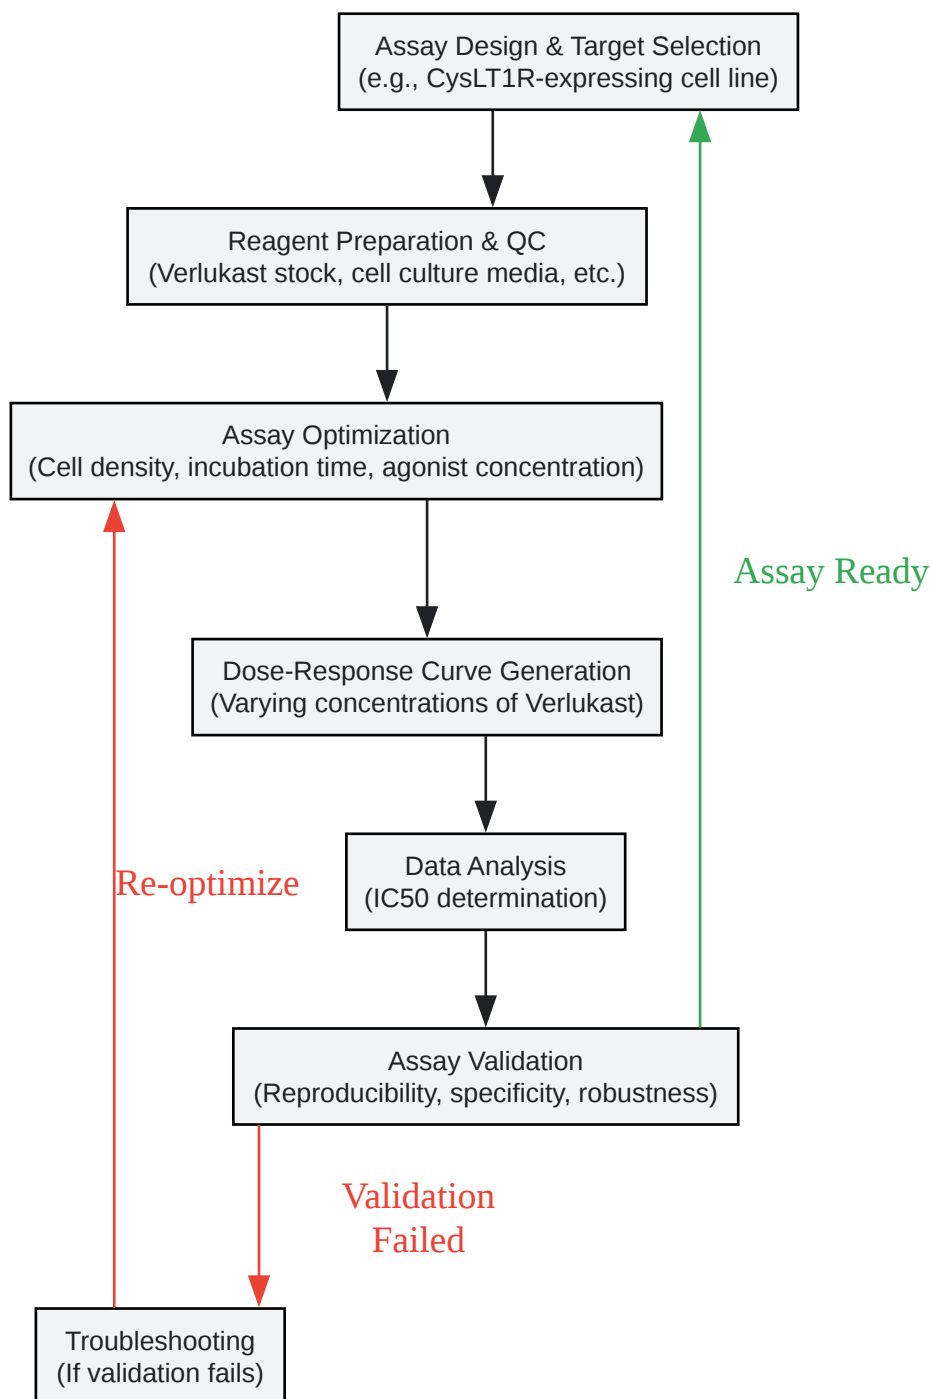 Assay Design & Target Selection
(e.g., CysLT1R-expressing cell line)
Reagent Preparation & QC
(Verlukast stock, cell culture media, etc.)
Assay Optimization
(Cell density, incubation time, agonist concentration)
Assay Ready
Dose-Response Curve Generation
(Varying concentrations of Verlukast)
Data Analysis
(IC50 determination)
Re-optimize
Assay Validation
(Reproducibility, specificity, robustness)
Validation
Failed
Troubleshooting
(If validation fails)